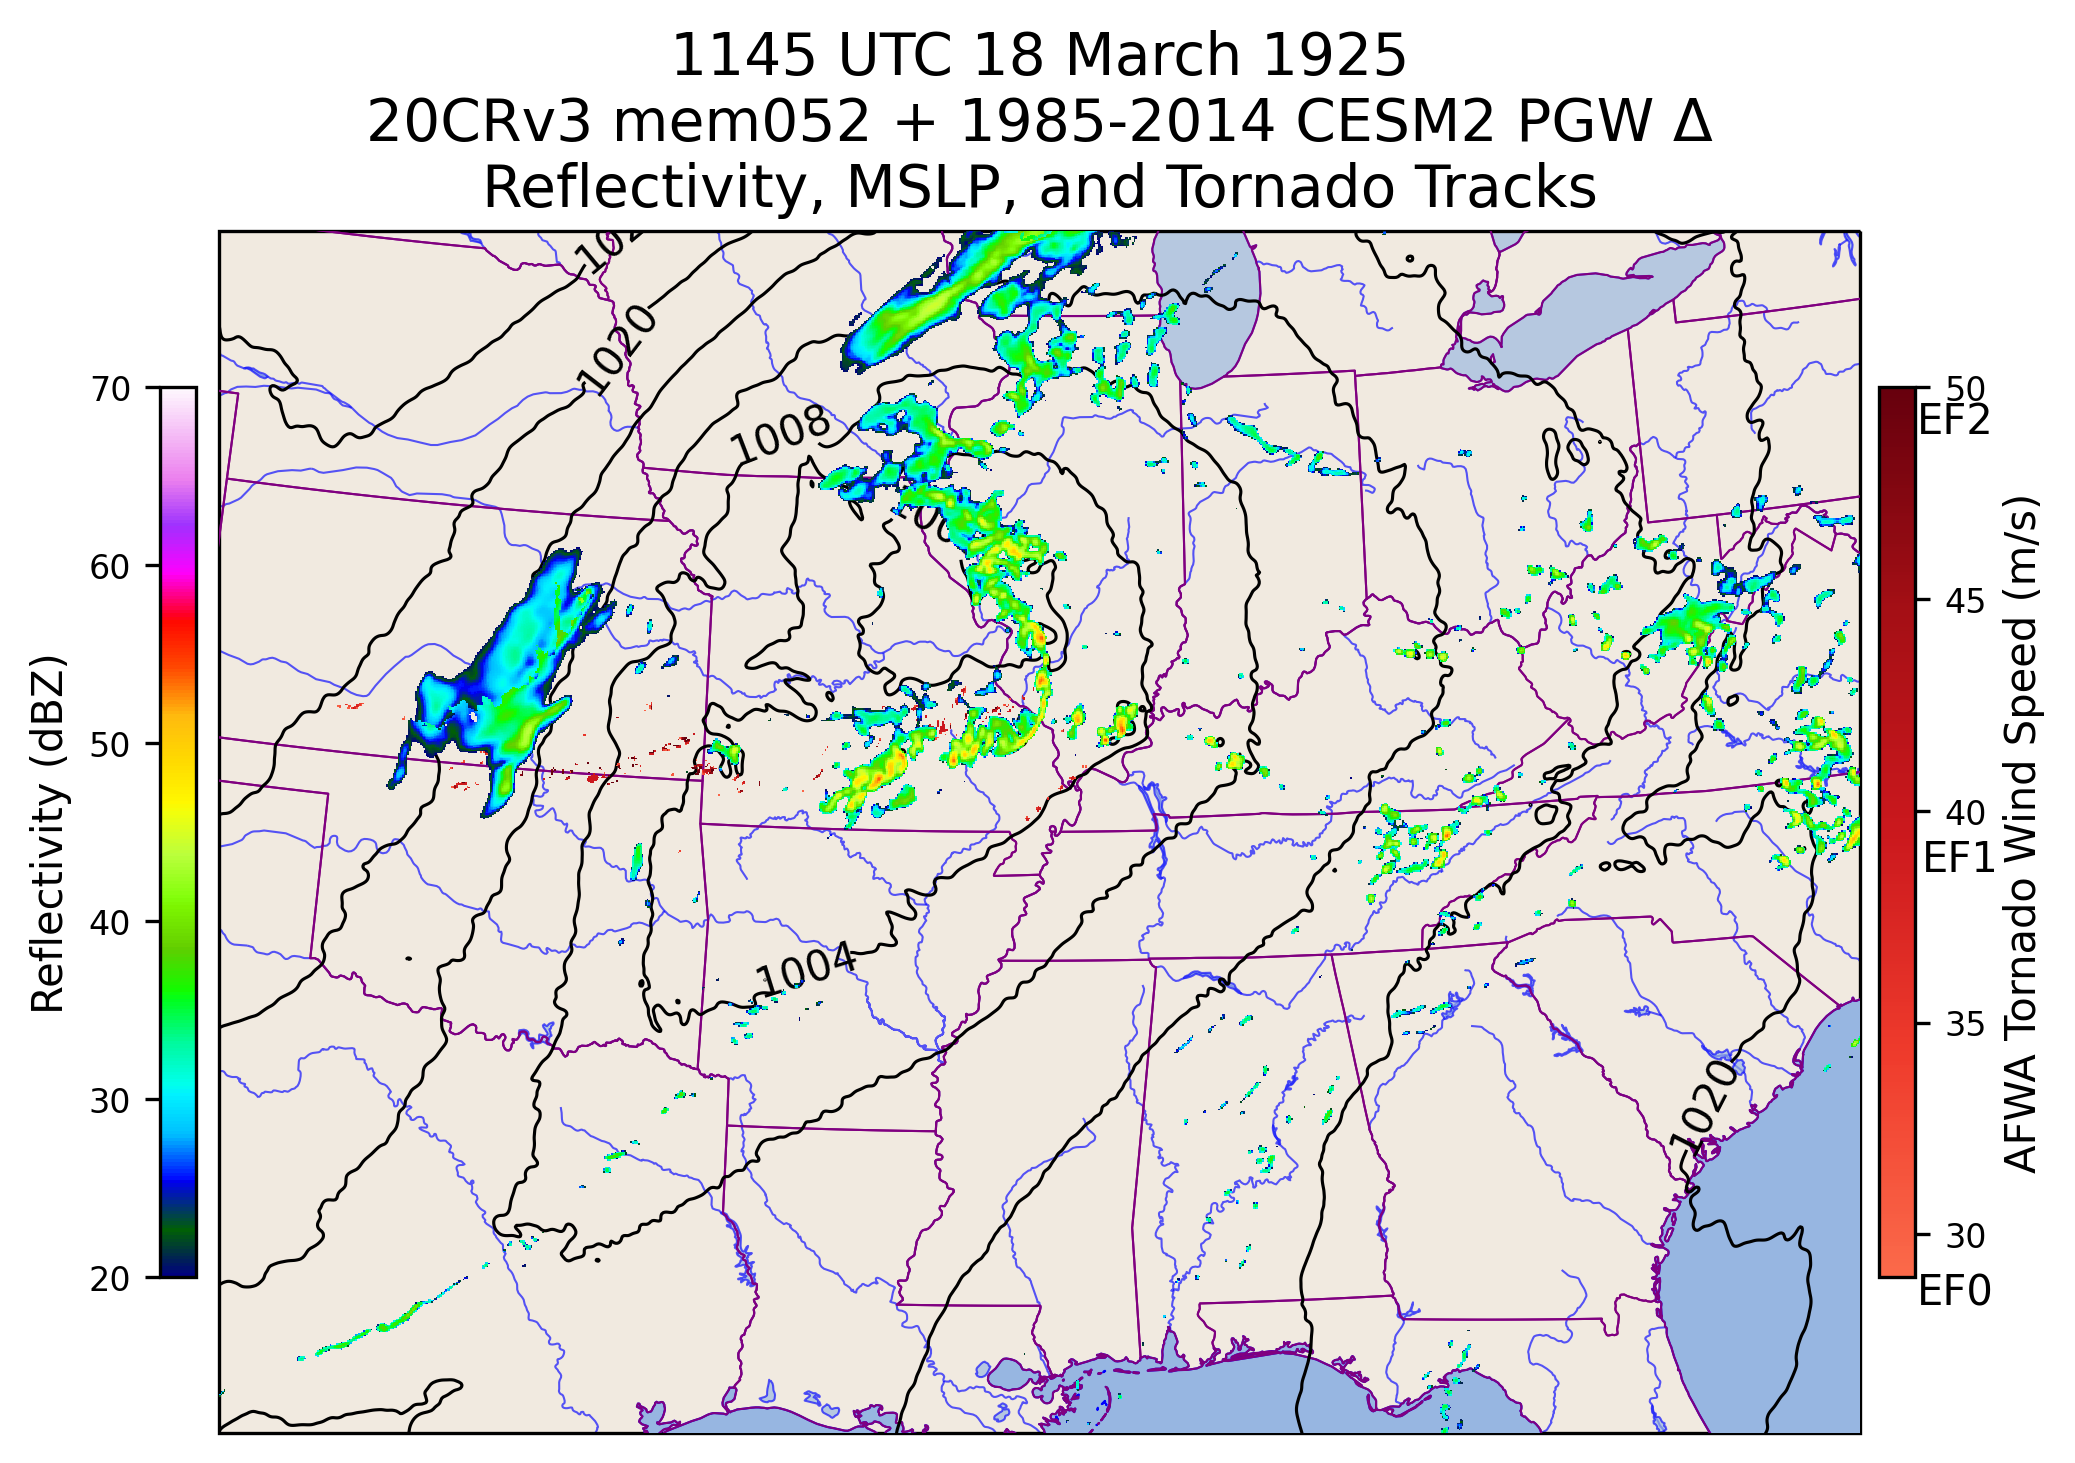 1145 UTC 18 March 1925
20CRv3 mem052 + 1985-2014 CESM2 PGW Δ
Reflectivity, MSLP, and Tornado Tracks
1020
1008
1004
1020
70
60
50
40
30
20
Reflectivity (dBZ)
50
EF2
45
40
EF1
35
30
EF0
AFWA Tornado Wind Speed (m/s)